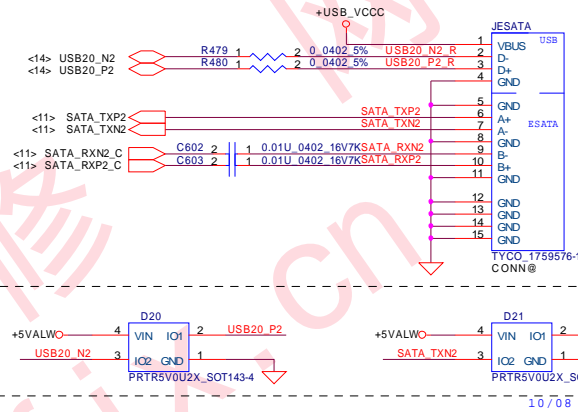 +USB_VCCC
JESATA
R479 1 2 0_0402_5% USB20_N2_R 1 VBUS USB
<14> USB20_N2 2 D-
<14> USB20_P2 R480 1 2 0_0402_5% USB20_P2_R 3 D+
4 GND
5 GND
<11> SATA_TXP2 SATA_TXP2 6 A+ ESATA
<11> SATA_TXN2 SATA_TXN2 7 A-
8 GND
<11> SATA_RXN2_C C602 2 1 0.01U_0402_16V7K SATA_RXN2 9 B-
<11> SATA_RXP2_C C603 2 1 0.01U_0402_16V7K SATA_RXP2 10 B+
11 GND
12 GND
13 GND
14 GND
15 GND
TYCO_1759576-1
CONN@
D20 D21
+5VALW 4 VIN IO1 2 USB20_P2 +5VALW 4 VIN IO1 2
USB20_N2 3 IO2 GND 1 SATA_TXN2 3 IO2 GND 1
PRTR5V0U2X_SOT143-4 PRTR5V0U2X_SO
10/08